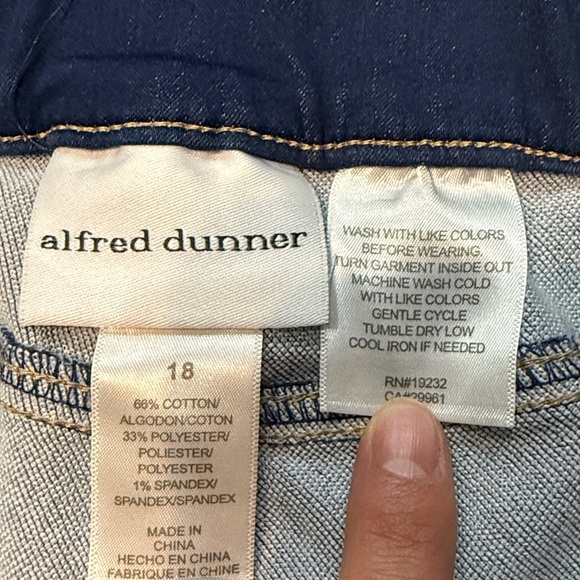 alfred dunner
18
66% COTTON/
ALGODON/COTON
33% POLYESTER/
POLIESTER/
POLYESTER
1% SPANDEX/
SPANDEX/SPANDEX
MADE IN
CHINA
HECHO EN CHINA
FABRIQUE EN CHINE
WASH WITH LIKE COLORS
BEFORE WEARING.
TURN GARMENT INSIDE OUT
MACHINE WASH COLD
WITH LIKE COLORS
GENTLE CYCLE
TUMBLE DRY LOW
COOL IRON IF NEEDED
RN#19232
CA#29961